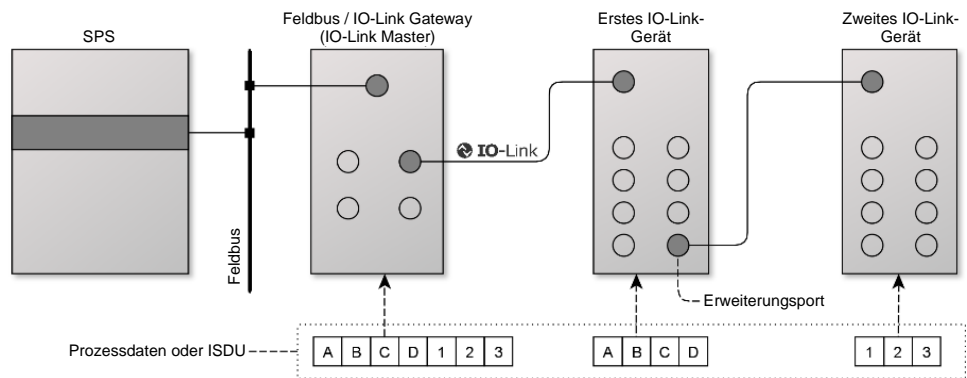 SPS
Feldbus / IO-Link Gateway
(IO-Link Master)
Erstes IO-Link-
Gerät
Zweites IO-Link-
Gerät
IO-Link
Feldbus
Erweiterungsport
Prozessdaten oder ISDU
A B C D 1 2 3
A B C D
1 2 3